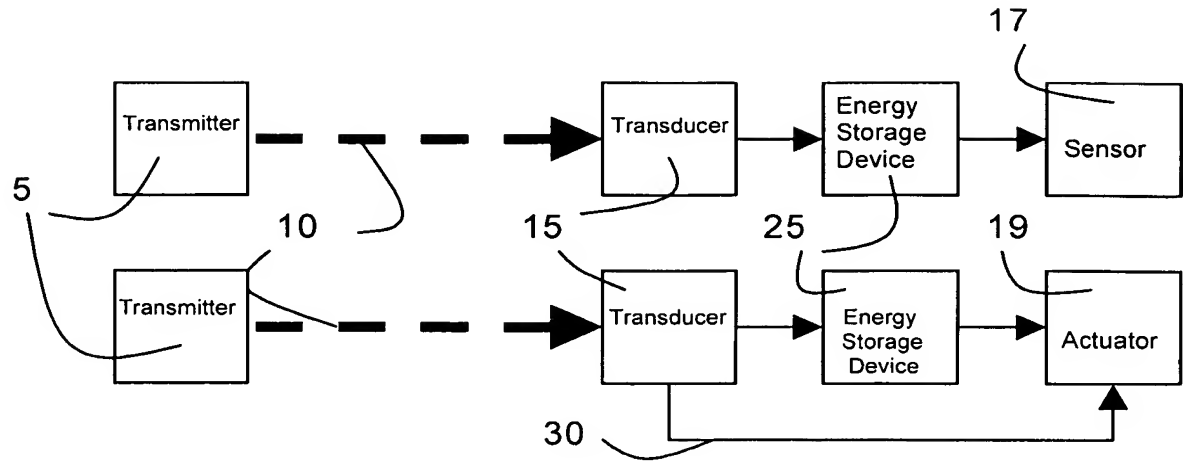 17
Transmitter
Transducer
Energy
Storage
Device
Sensor
5
10
15
25
19
Transmitter
Transducer
Energy
Storage
Device
Actuator
30